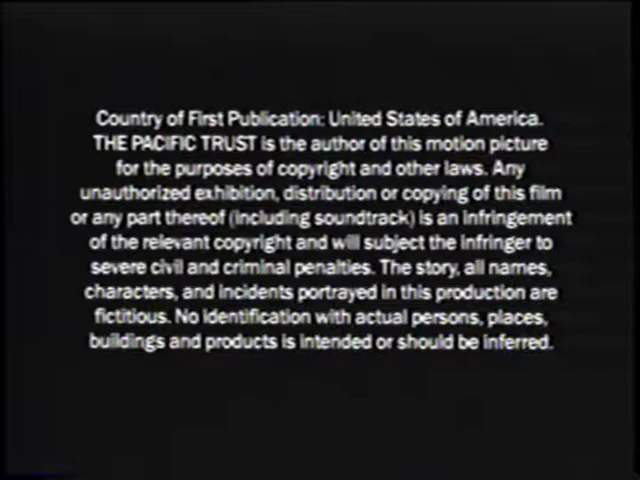 Country of First Publication: United States of America.
THE PACIFIC TRUST is the author of this motion picture
for the purposes of copyright and other laws. Any
unauthorized exhibition, distribution or copying of this film
or any part thereof (including soundtrack) is an infringement
of the relevant copyright and will subject the infringer to
severe civil and criminal penalties. The story, all names,
characters, and incidents portrayed in this production are
fictitious. No identification with actual persons, places,
buildings and products is intended or should be inferred.